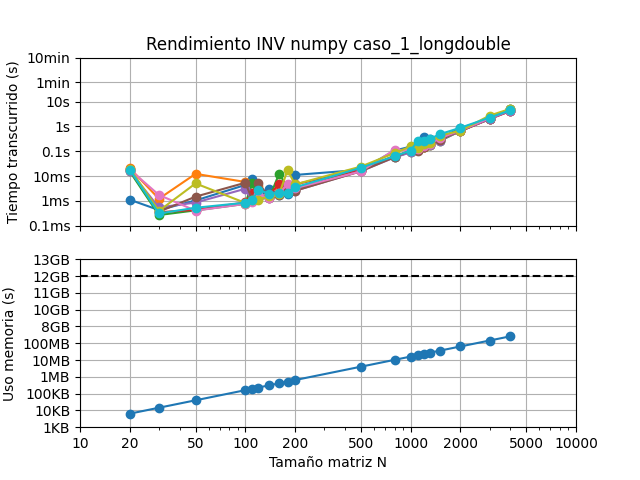 Rendimiento INV numpy caso_1_longdouble
Tiempo transcurrido (s)
10min
1min
10s
1s
0.1s
10ms
1ms
0.1ms
Uso memoria (s)
13GB
12GB
11GB
10GB
8GB
100MB
10MB
1MB
100KB
10KB
1KB
10 20 50 100 200 500 1000 2000 5000 10000
Tamaño matriz N